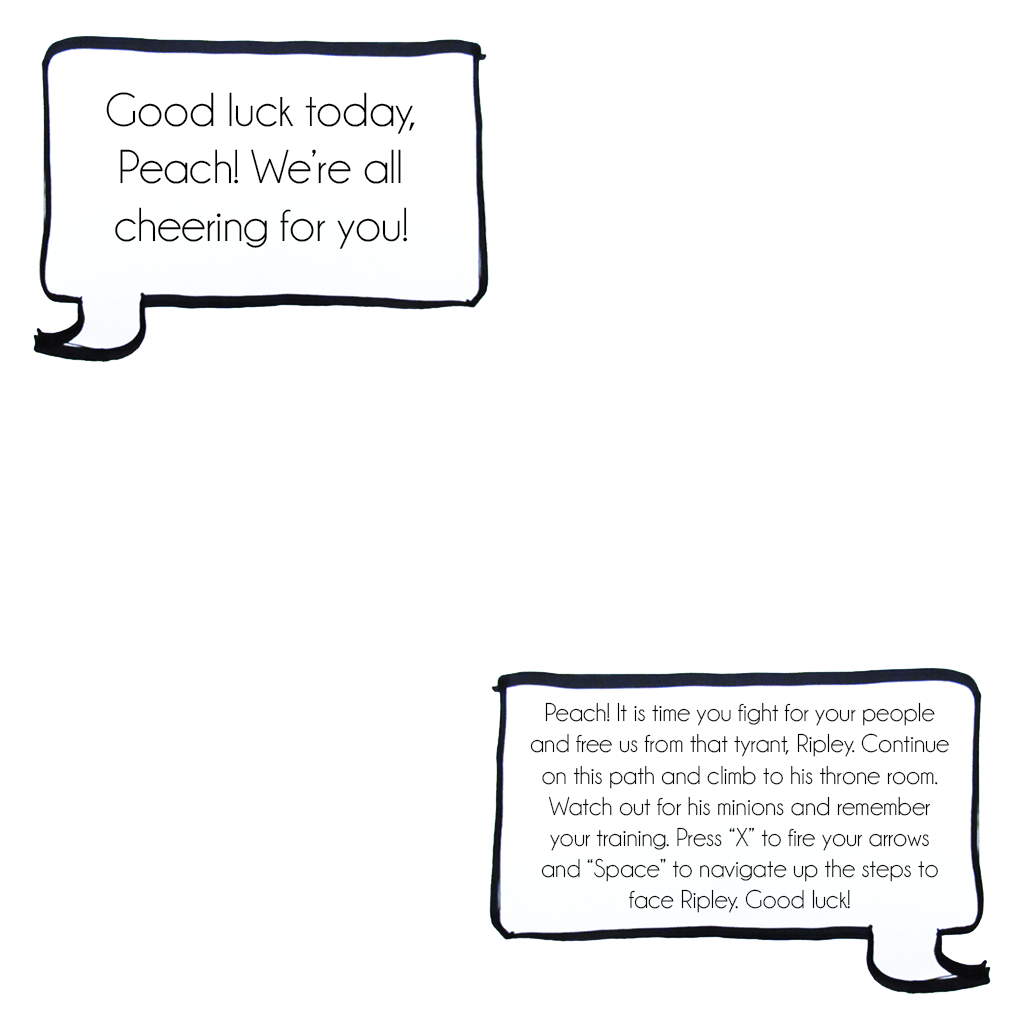 Good luck today,
Peach! We're all
cheering for you!
Peach! It is time you fight for your people
and free us from that tyrant, Ripley. Continue
on this path and climb to his throne room.
Watch out for his minions and remember
your training. Press “X” to fire your arrows
and “Space” to navigate up the steps to
face Ripley. Good luck!